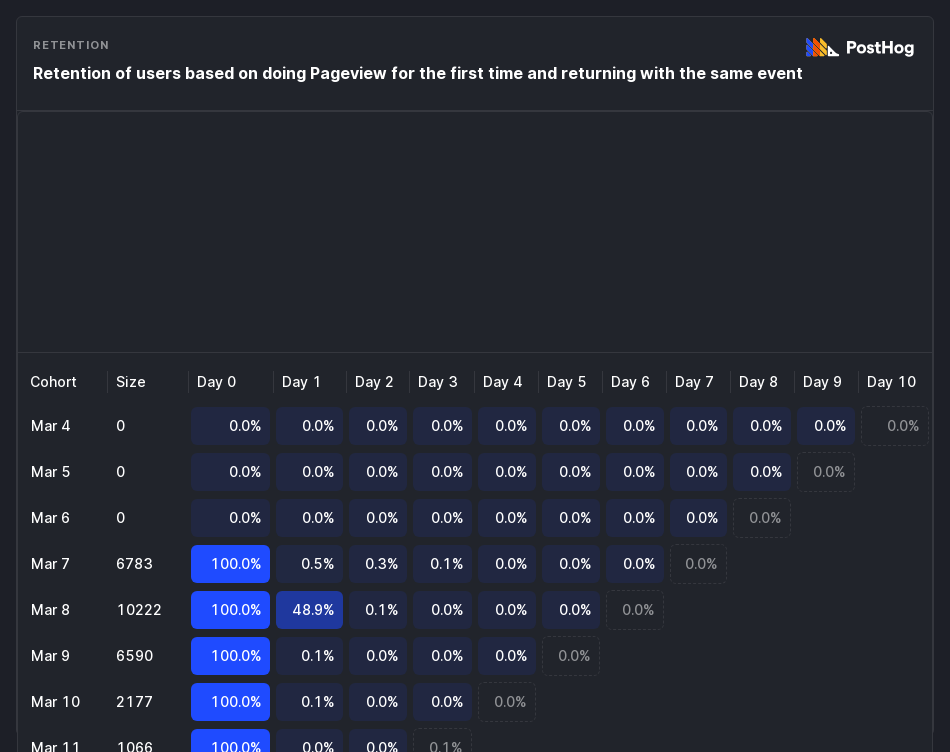 RETENTION
PostHog
Retention of users based on doing Pageview for the first time and returning with the same event
Cohort Size Day 0 Day 1 Day 2 Day 3 Day 4 Day 5 Day 6 Day 7 Day 8 Day 9 Day 10
Mar 4 0 0.0% 0.0% 0.0% 0.0% 0.0% 0.0% 0.0% 0.0% 0.0% 0.0% 0.0%
Mar 5 0 0.0% 0.0% 0.0% 0.0% 0.0% 0.0% 0.0% 0.0% 0.0% 0.0%
Mar 6 0 0.0% 0.0% 0.0% 0.0% 0.0% 0.0% 0.0% 0.0% 0.0%
Mar 7 6783 100.0% 0.5% 0.3% 0.1% 0.0% 0.0% 0.0% 0.0%
Mar 8 10222 100.0% 48.9% 0.1% 0.0% 0.0% 0.0% 0.0%
Mar 9 6590 100.0% 0.1% 0.0% 0.0% 0.0% 0.0%
Mar 10 2177 100.0% 0.1% 0.0% 0.0% 0.0%
Mar 11 1066 100.0% 0.0% 0.0% 0.1%